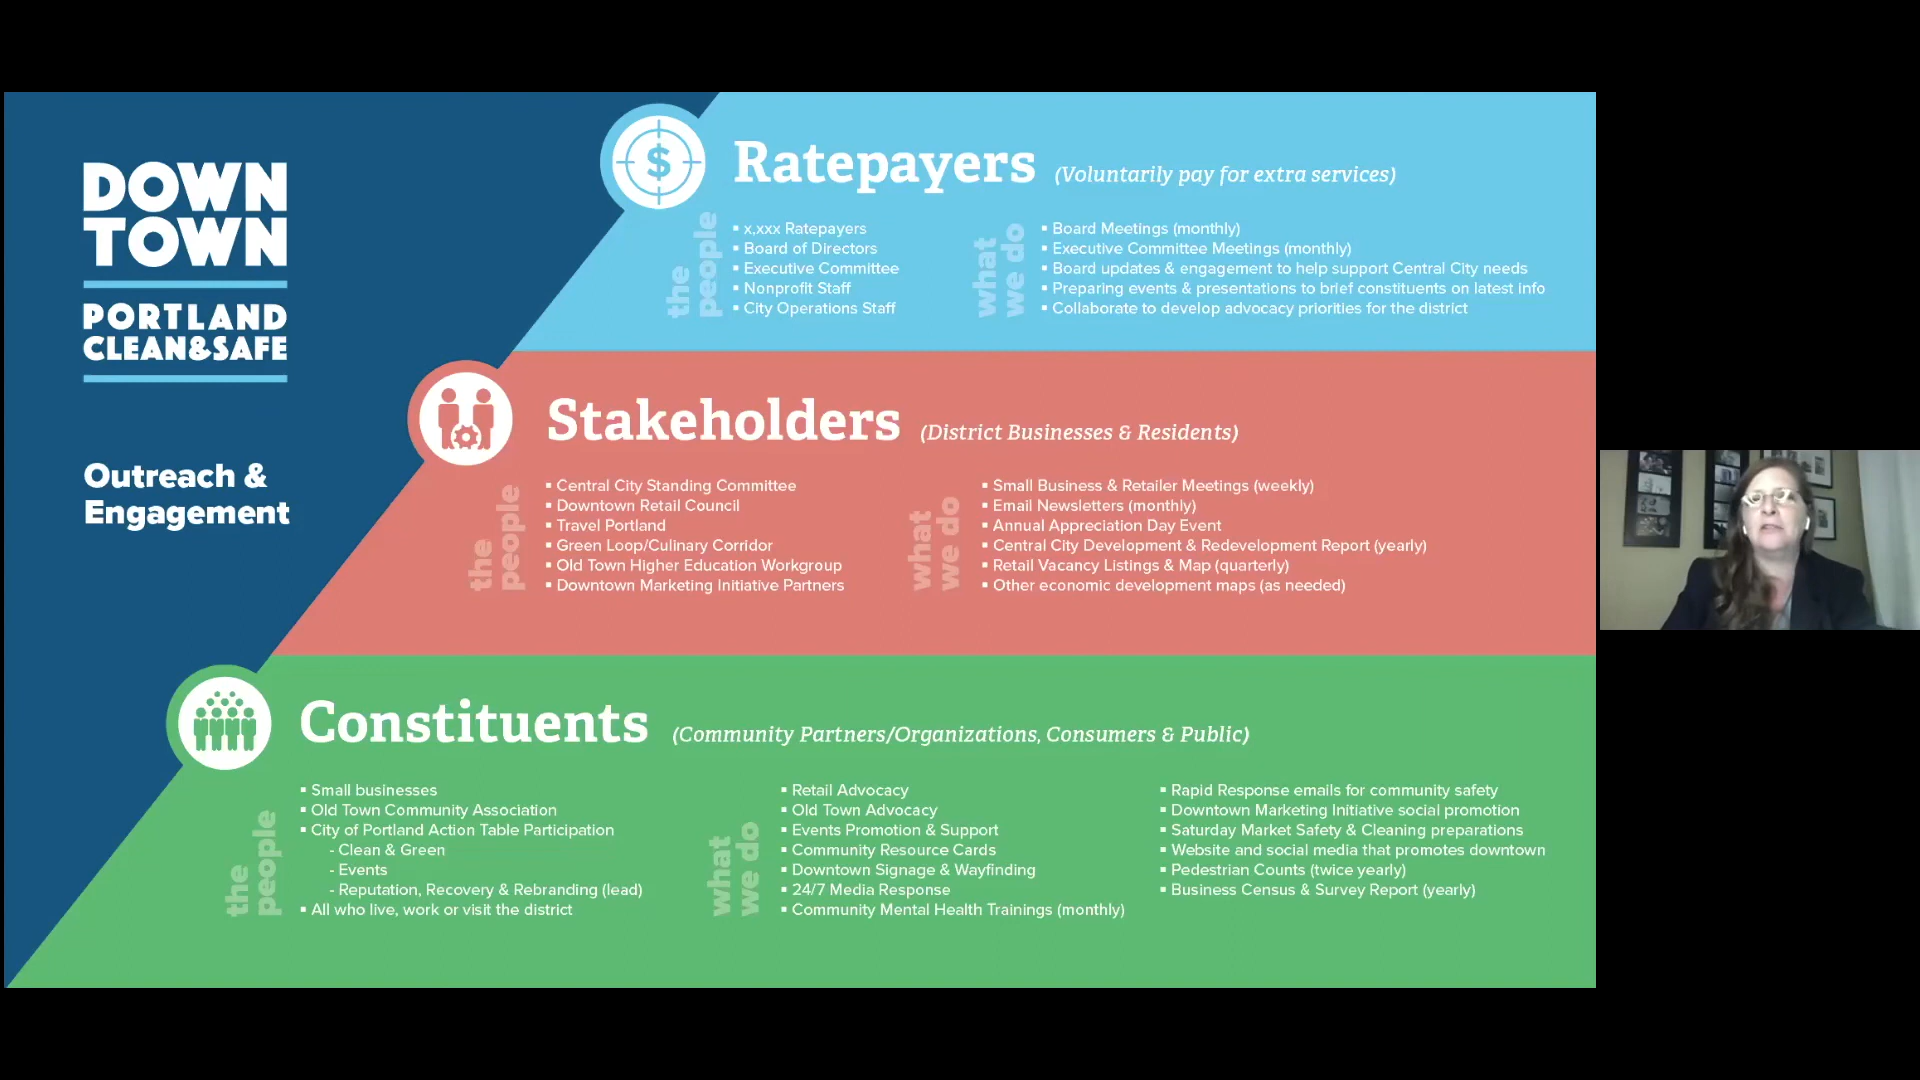 DOWN
TOWN
PORTLAND
CLEAN&SAFE
Outreach &
Engagement
$
Ratepayers (Voluntarily pay for extra services)
the people
▪ x,xxx Ratepayers
▪ Board of Directors
▪ Executive Committee
▪ Nonprofit Staff
▪ City Operations Staff
what we do
▪ Board Meetings (monthly)
▪ Executive Committee Meetings (monthly)
▪ Board updates & engagement to help support Central City needs
▪ Preparing events & presentations to brief constituents on latest info
▪ Collaborate to develop advocacy priorities for the district
Stakeholders (District Businesses & Residents)
the people
▪ Central City Standing Committee
▪ Downtown Retail Council
▪ Travel Portland
▪ Green Loop/Culinary Corridor
▪ Old Town Higher Education Workgroup
▪ Downtown Marketing Initiative Partners
what we do
▪ Small Business & Retailer Meetings (weekly)
▪ Email Newsletters (monthly)
▪ Annual Appreciation Day Event
▪ Central City Development & Redevelopment Report (yearly)
▪ Retail Vacancy Listings & Map (quarterly)
▪ Other economic development maps (as needed)
Constituents (Community Partners/Organizations, Consumers & Public)
the people
▪ Small businesses
▪ Old Town Community Association
▪ City of Portland Action Table Participation
- Clean & Green
- Events
- Reputation, Recovery & Rebranding (lead)
▪ All who live, work or visit the district
what we do
▪ Retail Advocacy
▪ Old Town Advocacy
▪ Events Promotion & Support
▪ Community Resource Cards
▪ Downtown Signage & Wayfinding
▪ 24/7 Media Response
▪ Community Mental Health Trainings (monthly)
▪ Rapid Response emails for community safety
▪ Downtown Marketing Initiative social promotion
▪ Saturday Market Safety & Cleaning preparations
▪ Website and social media that promotes downtown
▪ Pedestrian Counts (twice yearly)
▪ Business Census & Survey Report (yearly)